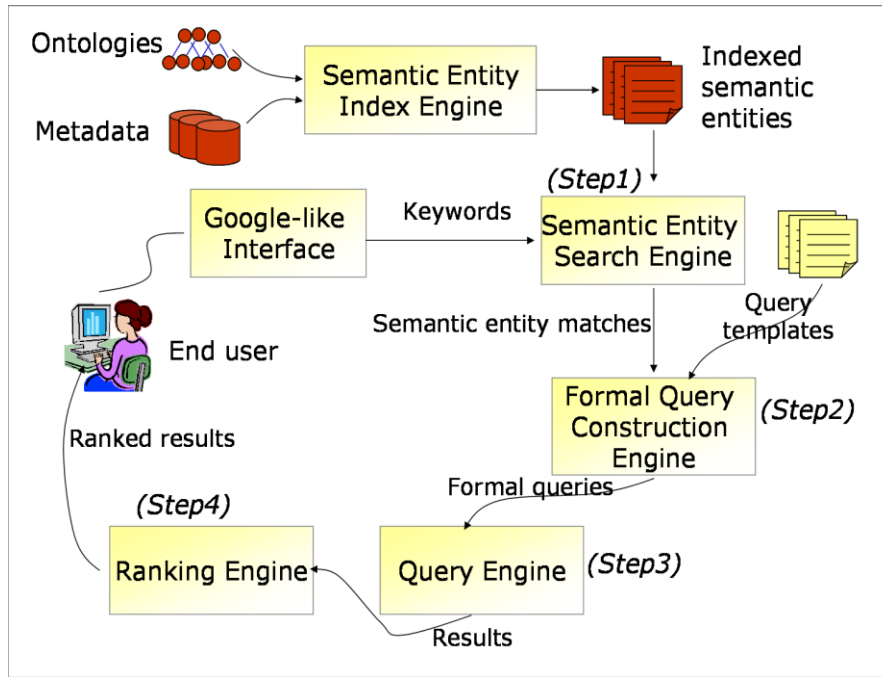 Ontologies
Metadata
Semantic Entity
Index Engine
Indexed
semantic
entities
(Step1)
Google-like
Interface
Keywords
Semantic Entity
Search Engine
Query
templates
Semantic entity matches
End user
Formal Query
Construction
Engine
(Step2)
Ranked results
Formal queries
(Step4)
Ranking Engine
Query Engine
(Step3)
Results